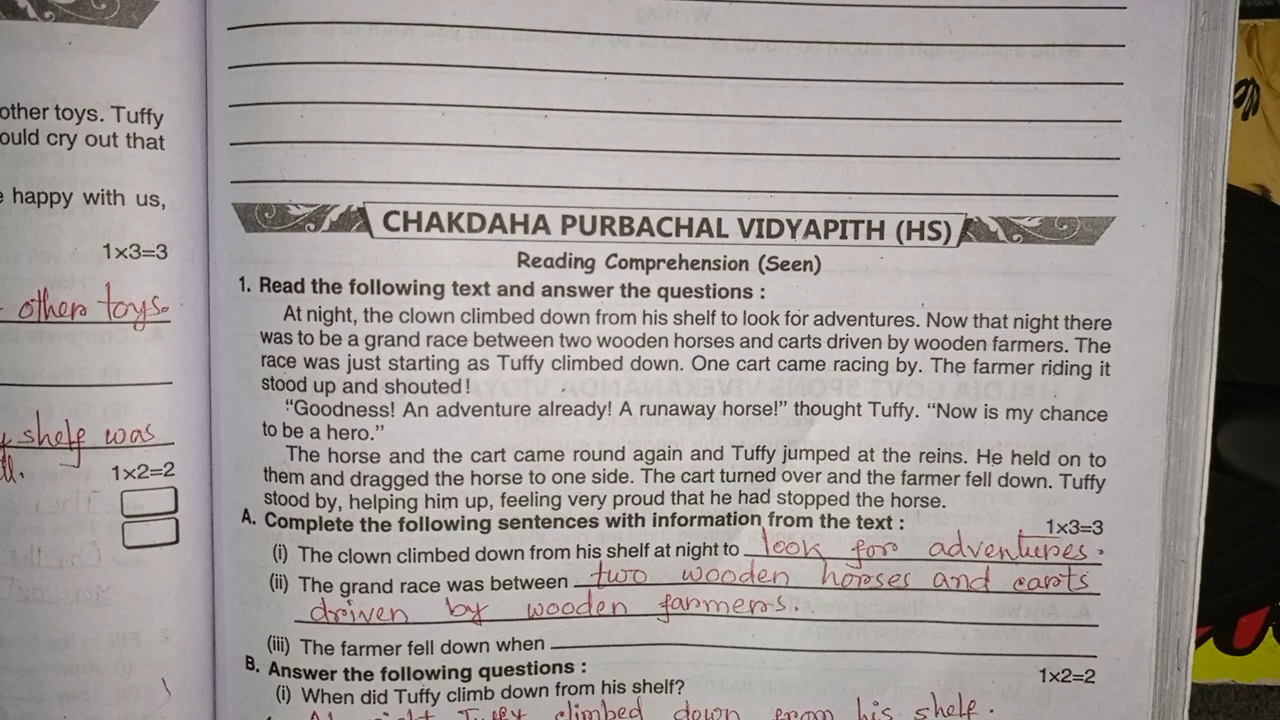 other toys. Tuffy
ould cry out that
happy with us,
1×3=3
other toys.
shelf was
1×2=2
CHAKDAHA PURBACHAL VIDYAPITH (HS)
Reading Comprehension (Seen)
1. Read the following text and answer the questions :
At night, the clown climbed down from his shelf to look for adventures. Now that night there
was to be a grand race between two wooden horses and carts driven by wooden farmers. The
race was just starting as Tuffy climbed down. One cart came racing by. The farmer riding it
stood up and shouted!
"Goodness! An adventure already! A runaway horse!" thought Tuffy. "Now is my chance
to be a hero."
The horse and the cart came round again and Tuffy jumped at the reins. He held on to
them and dragged the horse to one side. The cart turned over and the farmer fell down. Tuffy
stood by, helping him up, feeling very proud that he had stopped the horse.
A. Complete the following sentences with information from the text : 1×3=3
(i) The clown climbed down from his shelf at night to look for adventures.
(ii) The grand race was between two wooden horses and carts
driven by wooden farmers.
(iii) The farmer fell down when
B. Answer the following questions : 1×2=2
(i) When did Tuffy climb down from his shelf?
At night Tuffy climbed down from his shelf.